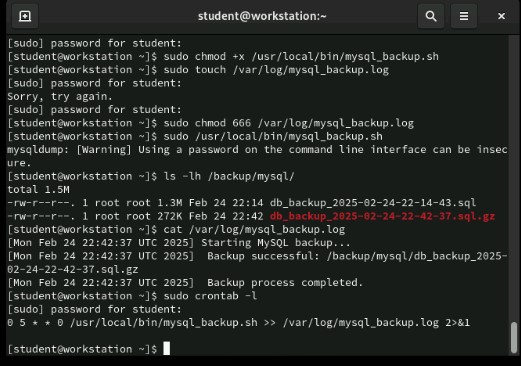 student@workstation:~
[sudo] password for student:
[student@workstation ~]$ sudo chmod +x /usr/local/bin/mysql_backup.sh
[student@workstation ~]$ sudo touch /var/log/mysql_backup.log
[sudo] password for student:
Sorry, try again.
[sudo] password for student:
[student@workstation ~]$ sudo chmod 666 /var/log/mysql_backup.log
[student@workstation ~]$ sudo /usr/local/bin/mysql_backup.sh
mysqldump: [Warning] Using a password on the command line interface can be insec
ure.
[student@workstation ~]$ ls -lh /backup/mysql/
total 1.5M
-rw-r--r--. 1 root root 1.3M Feb 24 22:14 db_backup_2025-02-24-22-14-43.sql
-rw-r--r--. 1 root root 272K Feb 24 22:42 db_backup_2025-02-24-22-42-37.sql.gz
[student@workstation ~]$ cat /var/log/mysql_backup.log
[Mon Feb 24 22:42:37 UTC 2025] Starting MySQL backup...
[Mon Feb 24 22:42:37 UTC 2025]  Backup successful: /backup/mysql/db_backup_2025-
02-24-22-42-37.sql.gz
[Mon Feb 24 22:42:37 UTC 2025]  Backup process completed.
[student@workstation ~]$ sudo crontab -l
[sudo] password for student:
0 5 * * 0 /usr/local/bin/mysql_backup.sh >> /var/log/mysql_backup.log 2>&1
[student@workstation ~]$